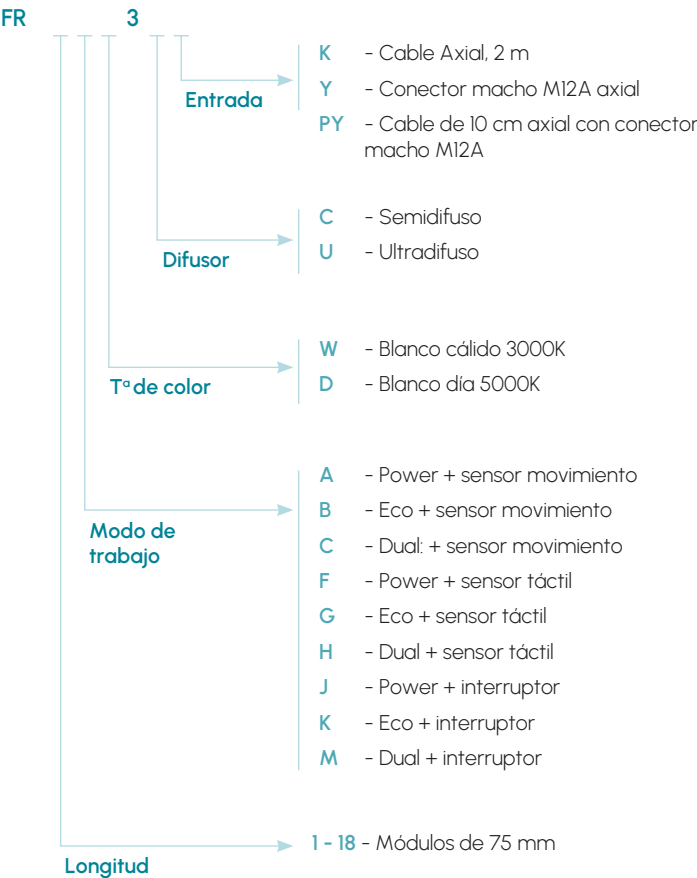 FR 3
K - Cable Axial, 2 m
Y - Conector macho M12A axial
Entrada
PY - Cable de 10 cm axial con conector
macho M12A
C - Semidifuso
U - Ultradifuso
Difusor
W - Blanco cálido 3000K
D - Blanco día 5000K
Tª de color
A - Power + sensor movimiento
B - Eco + sensor movimiento
C - Dual: + sensor movimiento
Modo de
trabajo
F - Power + sensor táctil
G - Eco + sensor táctil
H - Dual + sensor táctil
J - Power + interruptor
K - Eco + interruptor
M - Dual + interruptor
1 - 18 - Módulos de 75 mm
Longitud